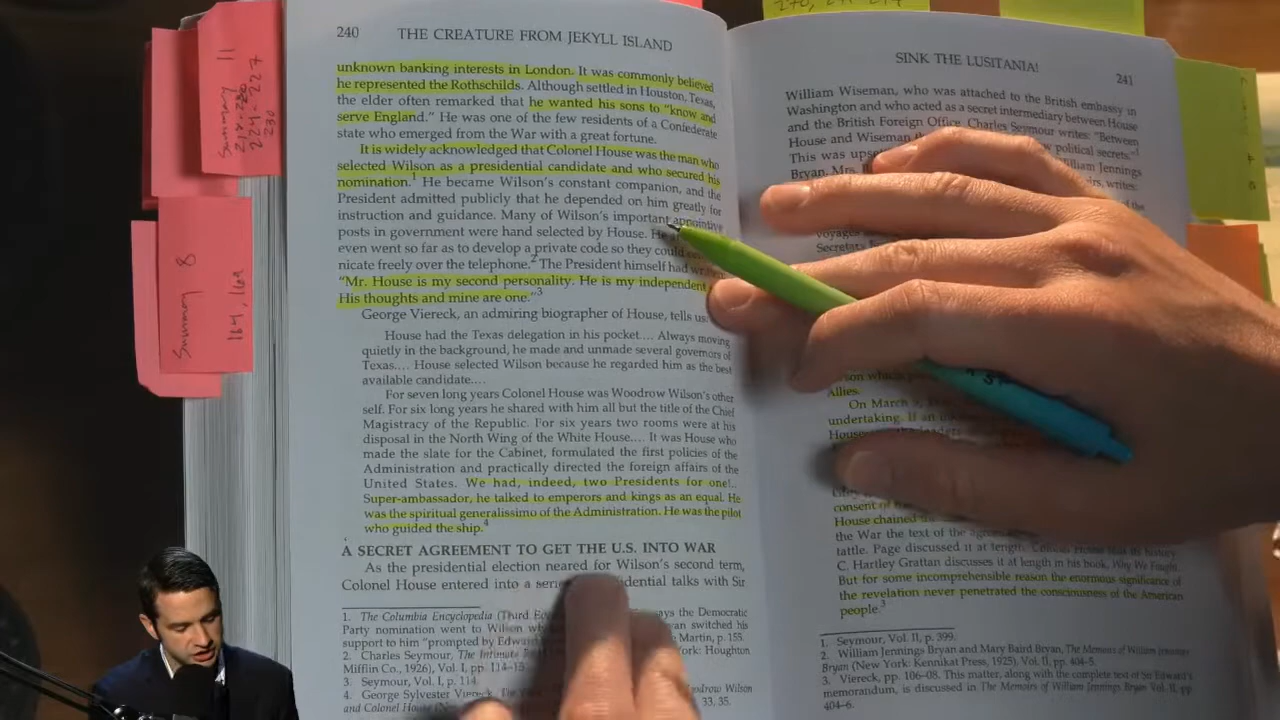 Summary 11
224-227
230
Summary 8
164, 169
240 THE CREATURE FROM JEKYLL ISLAND
unknown banking interests in London. It was commonly believed
he represented the Rothschilds. Although settled in Houston, Texas,
the elder often remarked that he wanted his sons to "know and
serve England." He was one of the few residents of a Confederate
state who emerged from the War with a great fortune.
It is widely acknowledged that Colonel House was the man who
selected Wilson as a presidential candidate and who secured his
nomination.1 He became Wilson's constant companion, and the
President admitted publicly that he depended on him greatly for
instruction and guidance. Many of Wilson's important appointive
posts in government were hand selected by House. He
even went so far as to develop a private code so they could
nicate freely over the telephone.2 The President himself had
"Mr. House is my second personality. He is my independent
His thoughts and mine are one."3
George Viereck, an admiring biographer of House, tells us
House had the Texas delegation in his pocket.... Always moving
quietly in the background, he made and unmade several governors of
Texas.... House selected Wilson because he regarded him as the best
available candidate....
For seven long years Colonel House was Woodrow Wilson's other
self. For six long years he shared with him all but the title of the Chief
Magistracy of the Republic. For six years two rooms were at his
disposal in the North Wing of the White House.... It was House who
made the slate for the Cabinet, formulated the first policies of the
Administration and practically directed the foreign affairs of the
United States. We had, indeed, two Presidents for one!..
Super-ambassador, he talked to emperors and kings as an equal. He
was the spiritual generalissimo of the Administration. He was the pilot
who guided the ship.4
A SECRET AGREEMENT TO GET THE U.S. INTO WAR
As the presidential election neared for Wilson's second term,
Colonel House entered into a talks with Sir
1. The Columbia Encyclopedia (Third says the Democratic
Party nomination went to Wilson switched his
support to him "prompted by Martin, p. 155.
2. Charles Seymour, The Intimate York: Houghton
Mifflin Co., 1926), Vol. I, pp. 114-15.
3. Seymour, Vol. I, p. 114
4. George Sylvester Viereck, Wilson
and Colonel House 33, 35.
SINK THE LUSITANIA! 241
William Wiseman, who was attached to the British embassy in
Washington and who acted as a secret intermediary between House
and the British Foreign Office. Charles Seymour writes: "Between
House and Wiseman political secrets."1
This was William Jennings
Bryan, Mrs. writes:
of the
Allies.
On March 9,
undertaking. If an
House
consent of
House chained
the War the text of the
tattle. Page discussed it at length. history.
C. Hartley Grattan discusses it at length in his book, Why We Fought.
But for some incomprehensible reason the enormous significance of
the revelation never penetrated the consciousness of the American
people.3
1. Seymour, Vol. II, p. 399.
2. William Jennings Bryan and Mary Baird Bryan, The Memoirs of William Jennings
Bryan (New York: Kennikat Press, 1925). Vol. II, pp. 404-5.
3. Viereck, pp. 106-08. This matter, along with the complete text of Sir Edward's
memorandum, is discussed in The Memoirs of William Jennings Bryan Vol. II, pp
404-6.